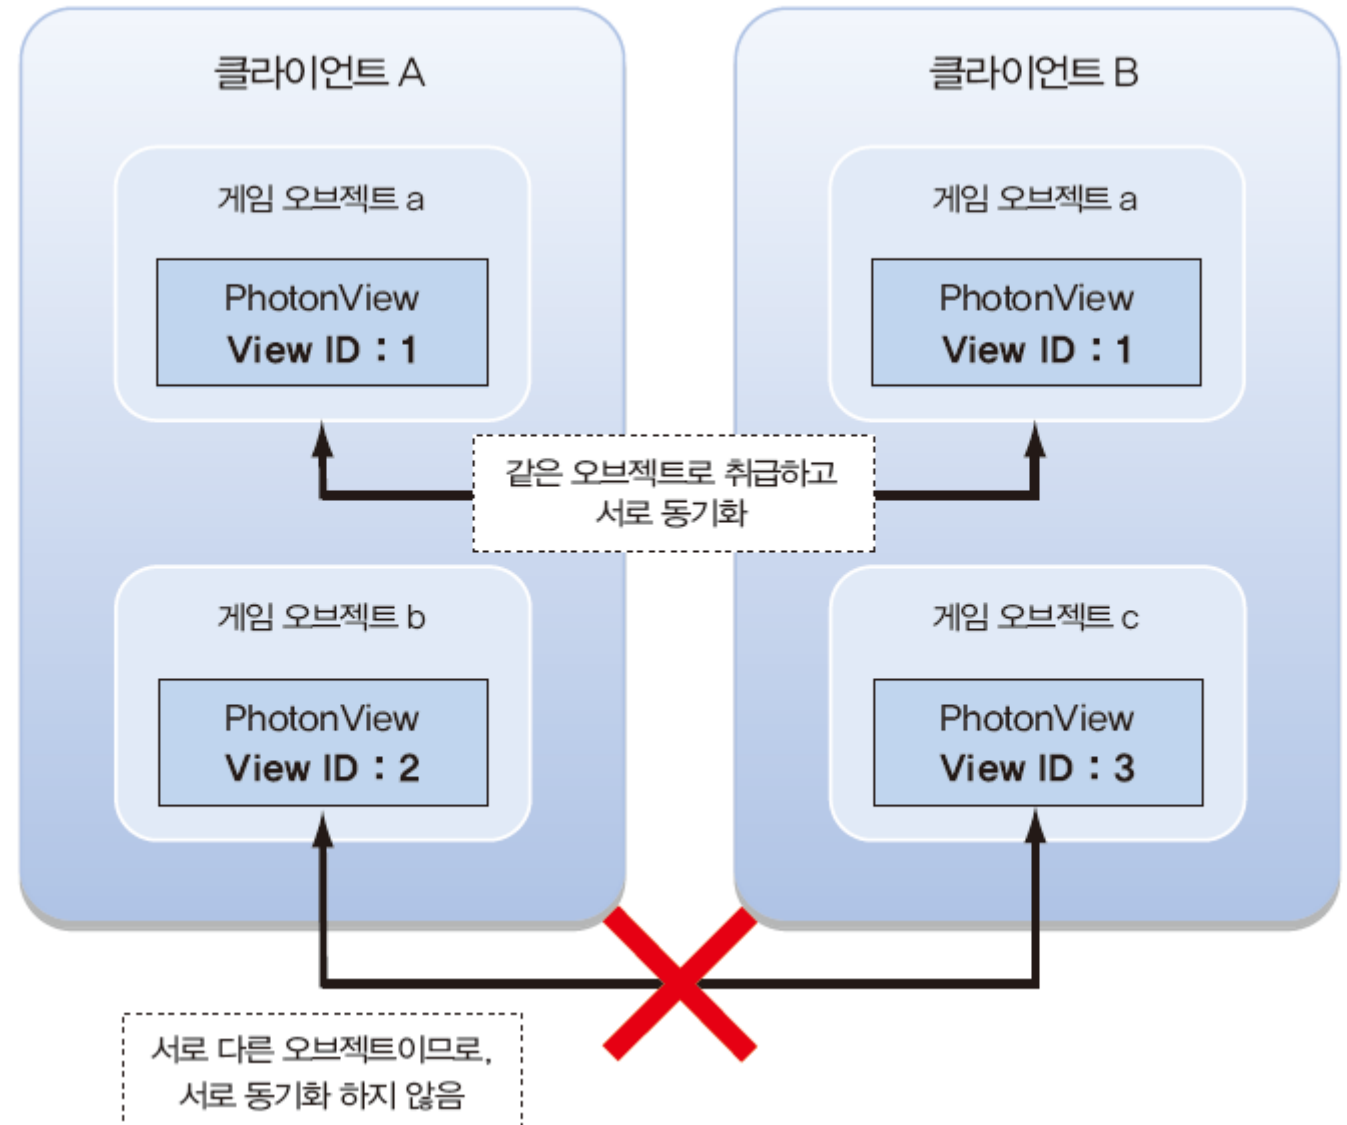 클라이언트 A
게임 오브젝트 a
PhotonView
View ID : 1
클라이언트 B
게임 오브젝트 a
PhotonView
View ID : 1
같은 오브젝트로 취급하고
서로 동기화
게임 오브젝트 b
PhotonView
View ID : 2
게임 오브젝트 c
PhotonView
View ID : 3
서로 다른 오브젝트이므로,
서로 동기화 하지 않음